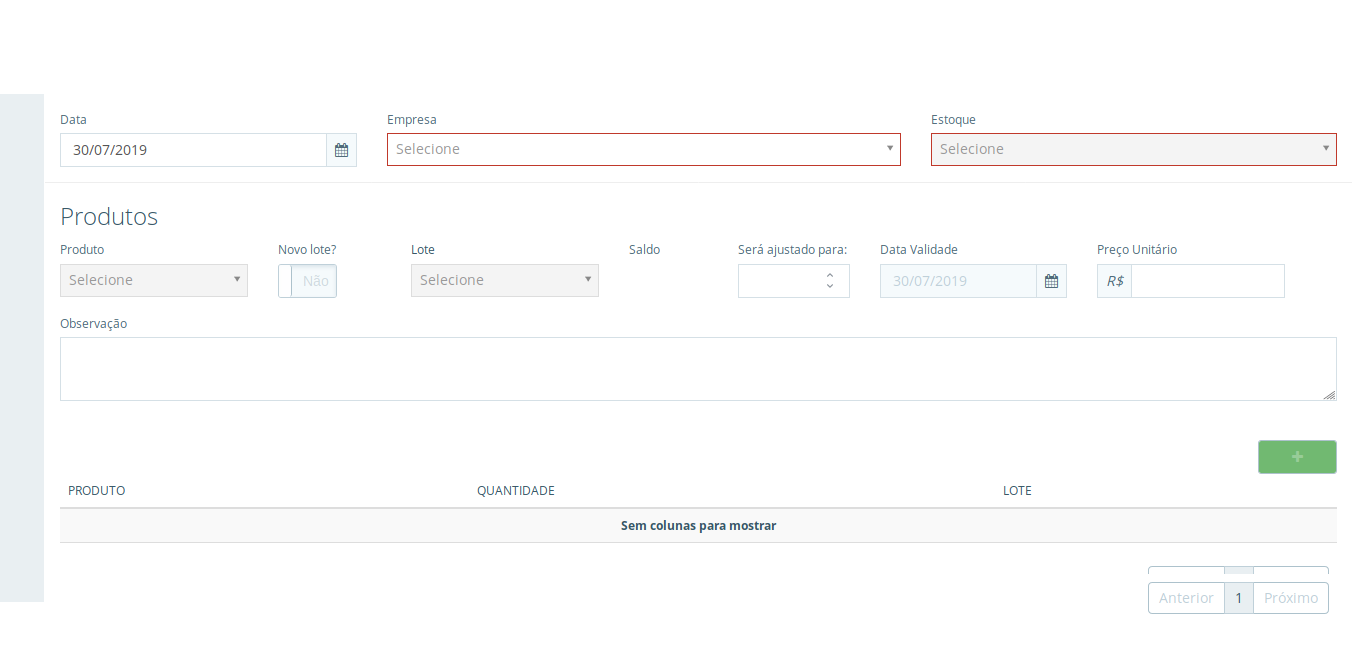 Data Empresa Estoque
30/07/2019 Selecione Selecione
Produtos
Produto Novo lote? Lote Saldo Será ajustado para: Data Validade Preço Unitário
Selecione Não Selecione 30/07/2019 R$
Observação
+
PRODUTO QUANTIDADE LOTE
Sem colunas para mostrar
Anterior 1 Próximo